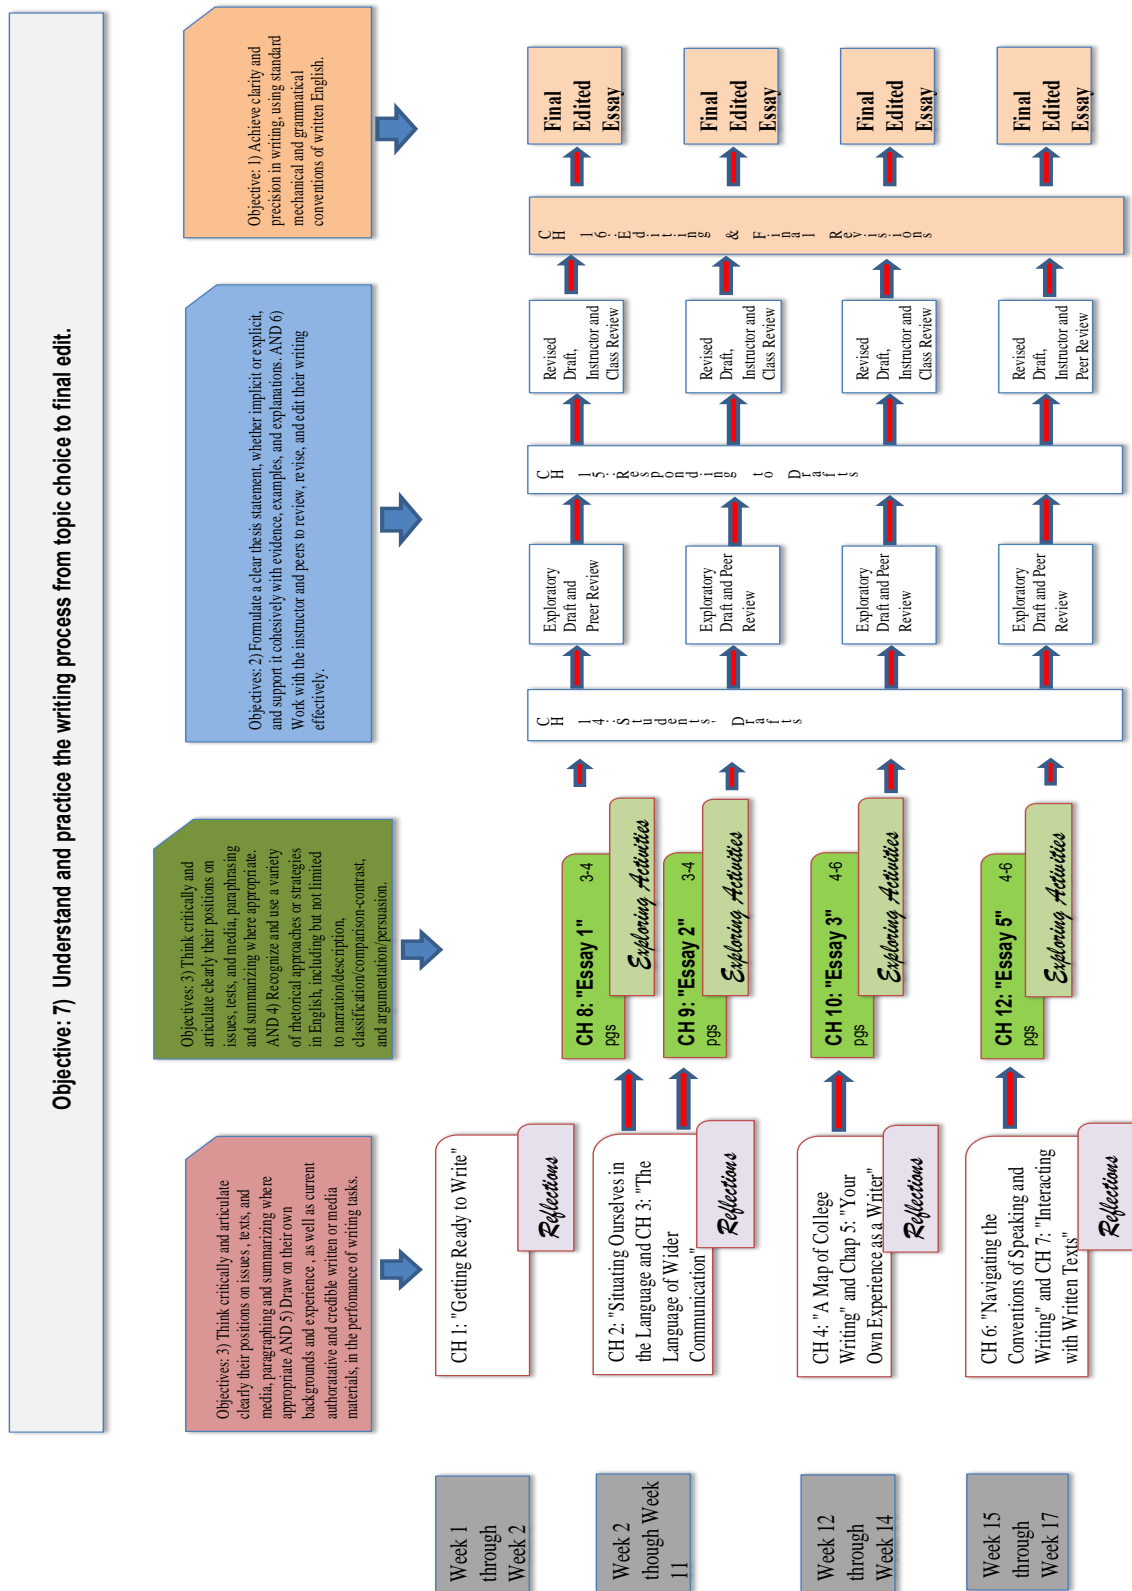 Objective: 7)  Understand and practice the writing process from topic choice to final edit.
Objectives: 3) Think critically and articulate
clearly their positions on issues , texts, and
media, paragraphing and summarizing where
appropriate AND 5) Draw on their own
backgrounds and experience , as well as current
authoratative and credible written or media
materials, in the perfomance of writing tasks.
Objectives: 3) Think critically and
articulate clearly their positions on
issues, tests, and media, paraphrasing
and summarizing where appropriate.
AND 4) Recognize and use a variety
of rhetorical approaches or strategies
in English, including but not limited
to narration/description,
classification/comparison-contrast,
and argumentation/persuasion.
Objectives: 2) Formulate a clear thesis statement, whether implicit or explicit,
and support it cohesively with evidence, examples, and explanations. AND 6)
Work with the instructor and peers to review, revise, and edit their writing
effectively.
Objective: 1) Achieve clarity and
precision in writing, using standard
mechanical and grammatical
conventions of written English.
Week 1
through
Week 2
CH 1: "Getting Ready to Write"
Reflections
Week 2
though Week
11
CH 2: "Situating Ourselves in
the Language and CH 3: "The
Language of Wider
Communication"
Reflections
CH 8: "Essay 1" 3-4
pgs
Exploring Activities
CH 9: "Essay 2" 3-4
pgs
Exploring Activities
Week 12
through
Week 14
CH 4: "A Map of College
Writing" and Chap 5: "Your
Own Experience as a Writer"
Reflections
CH 10: "Essay 3" 4-6
pgs
Exploring Activities
Week 15
through
Week 17
CH 6: "Navigating the
Conventions of Speaking and
Writing" and CH 7: "Interacting
with Written Texts"
Reflections
CH 12: "Essay 5" 4-6
pgs
Exploring Activities
CH 14: Students' Drafts
Exploratory
Draft and
Preer Review
Exploratory
Draft and Peer
Review
Exploratory
Draft and Peer
Review
Exploratory
Draft and Peer
Review
CH 15: Responding to Drafts
Revised
Draft,
Instructor and
Class Review
Revised
Draft,
Instructor and
Class Review
Revised
Draft,
Instructor and
Class Review
Revised
Draft,
Instructor and
Peer Review
CH 16: Editing & Final Revisions
Final
Edited
Essay
Final
Edited
Essay
Final
Edited
Essay
Final
Edited
Essay